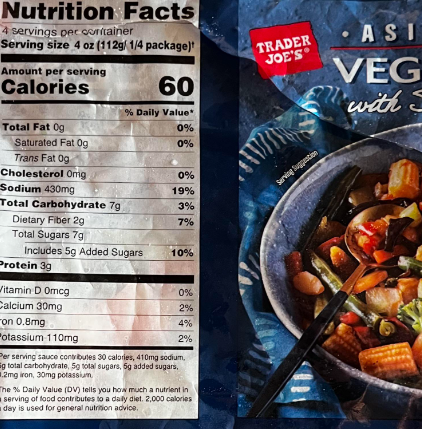 Nutrition Facts
4 servings per container
Serving size 4 oz (112g/ 1/4 package)†
Amount per serving
Calories 60
% Daily Value*
Total Fat 0g 0%
Saturated Fat 0g 0%
Trans Fat 0g
Cholesterol 0mg 0%
Sodium 430mg 19%
Total Carbohydrate 7g 3%
Dietary Fiber 2g 7%
Total Sugars 7g
Includes 5g Added Sugars 10%
Protein 3g
Vitamin D 0mcg 0%
Calcium 30mg 2%
Iron 0.8mg 4%
Potassium 110mg 2%
Per serving sauce contributes 30 calories, 410mg sodium,
total carbohydrate, 5g total sugars, 5g added sugars,
0.2mg iron, 30mg potassium.
The % Daily Value (DV) tells you how much a nutrient in
a serving of food contributes to a daily diet. 2,000 calories
a day is used for general nutrition advice.
TRADER
JOE'S®
• ASI
VEG
with S
Serving Suggestion